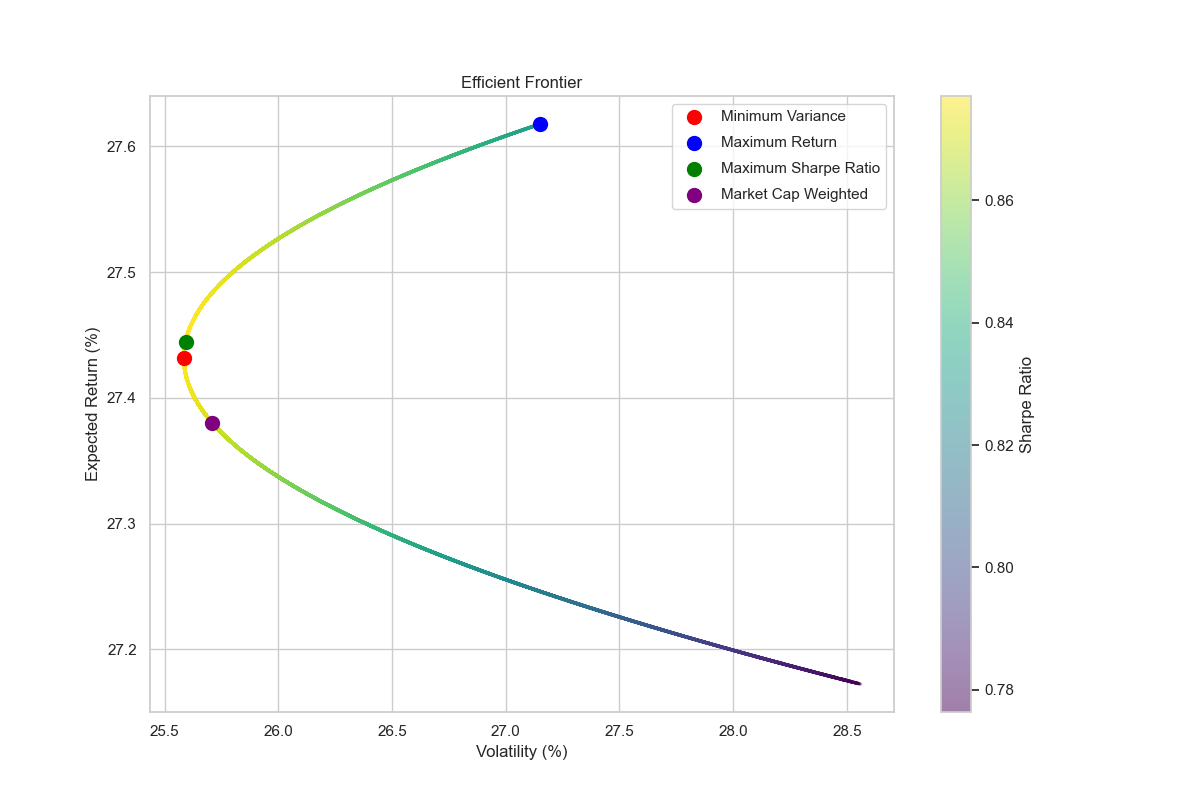 Efficient Frontier
Minimum Variance
Maximum Return
Maximum Sharpe Ratio
Market Cap Weighted
27.6
27.5
27.4
27.3
27.2
Expected Return (%)
25.5
26.0
26.5
27.0
27.5
28.0
28.5
Volatility (%)
0.86
0.84
0.82
0.80
0.78
Sharpe Ratio